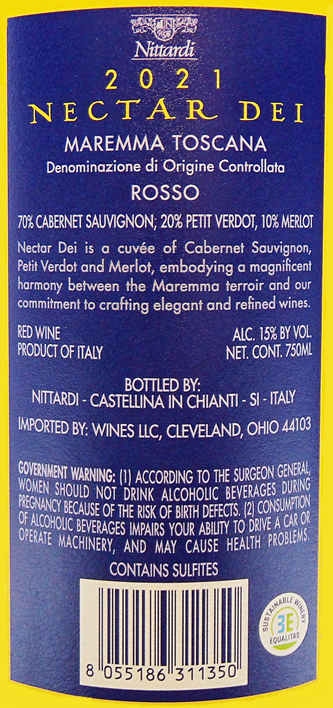 Nittardi
2021
NECTAR DEI
MAREMMA TOSCANA
Denominazione di Origine Controllata
ROSSO
70% CABERNET SAUVIGNON; 20% PETIT VERDOT, 10% MERLOT
Nectar Dei is a cuvée of Cabernet Sauvignon,
Petit Verdot and Merlot, embodying a magnificent
harmony between the Maremma terroir and our
commitment to crafting elegant and refined wines.
RED WINE ALC. 15% BY VOL.
PRODUCT OF ITALY NET. CONT. 750ML
BOTTLED BY:
NITTARDI - CASTELLINA IN CHIANTI - SI - ITALY
IMPORTED BY: WINES LLC, CLEVELAND, OHIO 44103
GOVERNMENT WARNING: (1) ACCORDING TO THE SURGEON GENERAL,
WOMEN SHOULD NOT DRINK ALCOHOLIC BEVERAGES DURING
PREGNANCY BECAUSE OF THE RISK OF BIRTH DEFECTS. (2) CONSUMPTION
OF ALCOHOLIC BEVERAGES IMPAIRS YOUR ABILITY TO DRIVE A CAR OR
OPERATE MACHINERY, AND MAY CAUSE HEALTH PROBLEMS.
CONTAINS SULFITES
8 055186 311350
SUSTAINABLE WINERY
3E
EQUALITAS